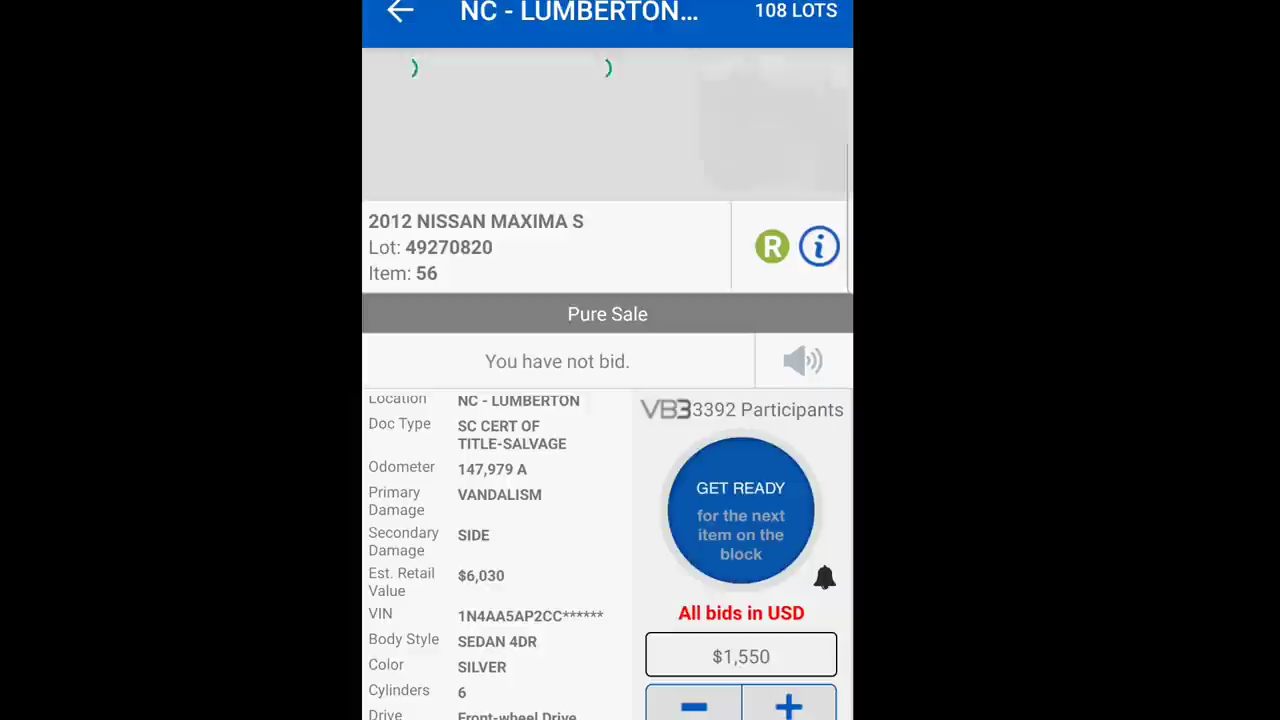 NC - LUMBERTON...
108 LOTS
2012 NISSAN MAXIMA S
Lot: 49270820
Item: 56
R
i
Pure Sale
You have not bid.
Location NC - LUMBERTON
Doc Type SC CERT OF
TITLE-SALVAGE
Odometer 147,979 A
Primary
Damage
VANDALISM
Secondary
Damage
SIDE
Est. Retail
Value
$6,030
VIN 1N4AA5AP2CC******
Body Style SEDAN 4DR
Color SILVER
Cylinders 6
Drive Front-wheel Drive
VB3 3392 Participants
GET READY
for the next
item on the
block
All bids in USD
$1,550